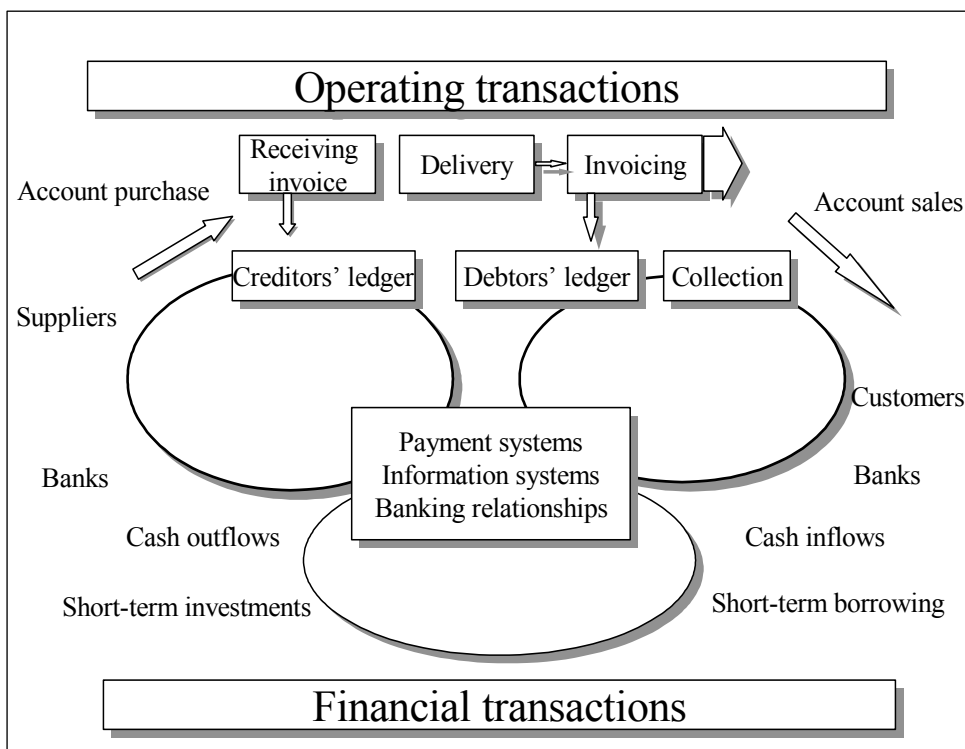 Operating transactions
Receiving
invoice
Delivery
Invoicing
Account purchase
Account sales
Creditors’ ledger
Debtors’ ledger
Collection
Suppliers
Customers
Payment systems
Information systems
Banking relationships
Banks
Banks
Cash outflows
Cash inflows
Short-term investments
Short-term borrowing
Financial transactions